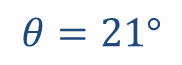 θ = 21°